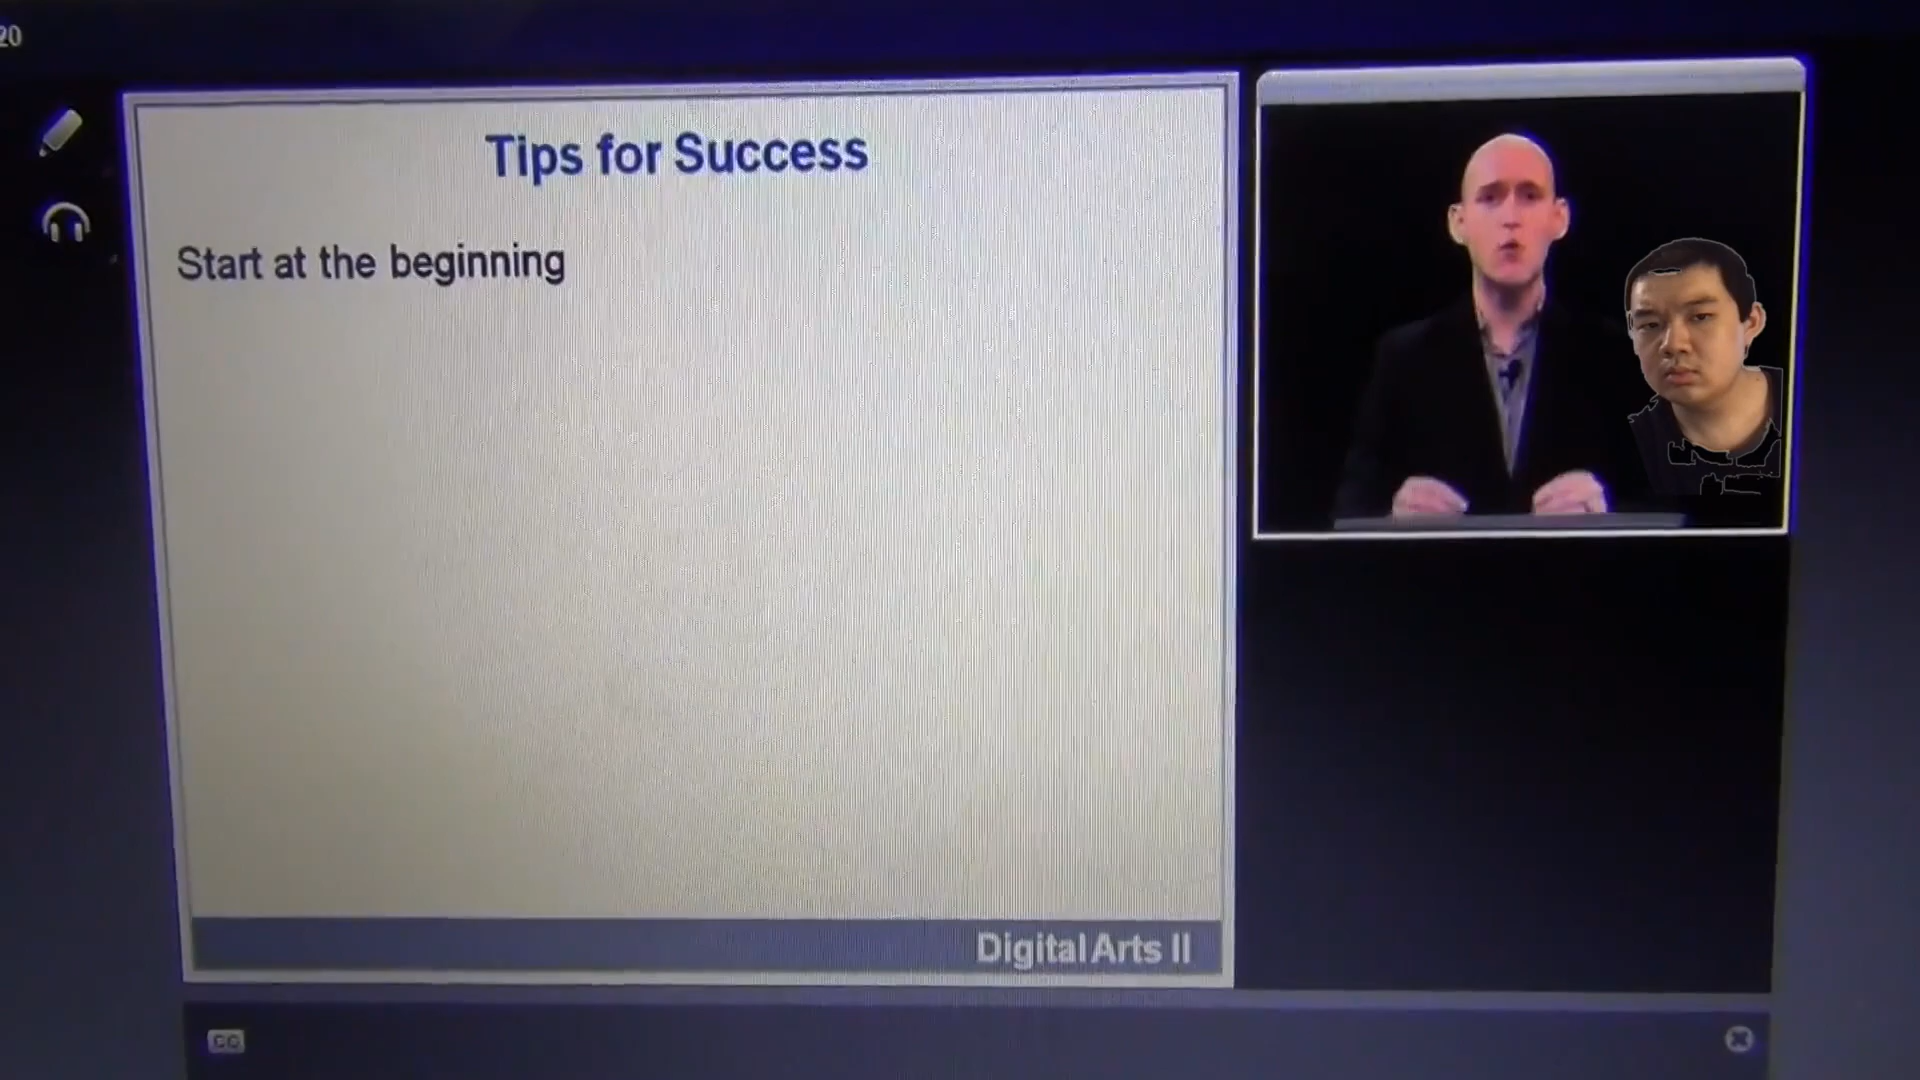 20
Tips for Success
Start at the beginning
Digital Arts II
CC